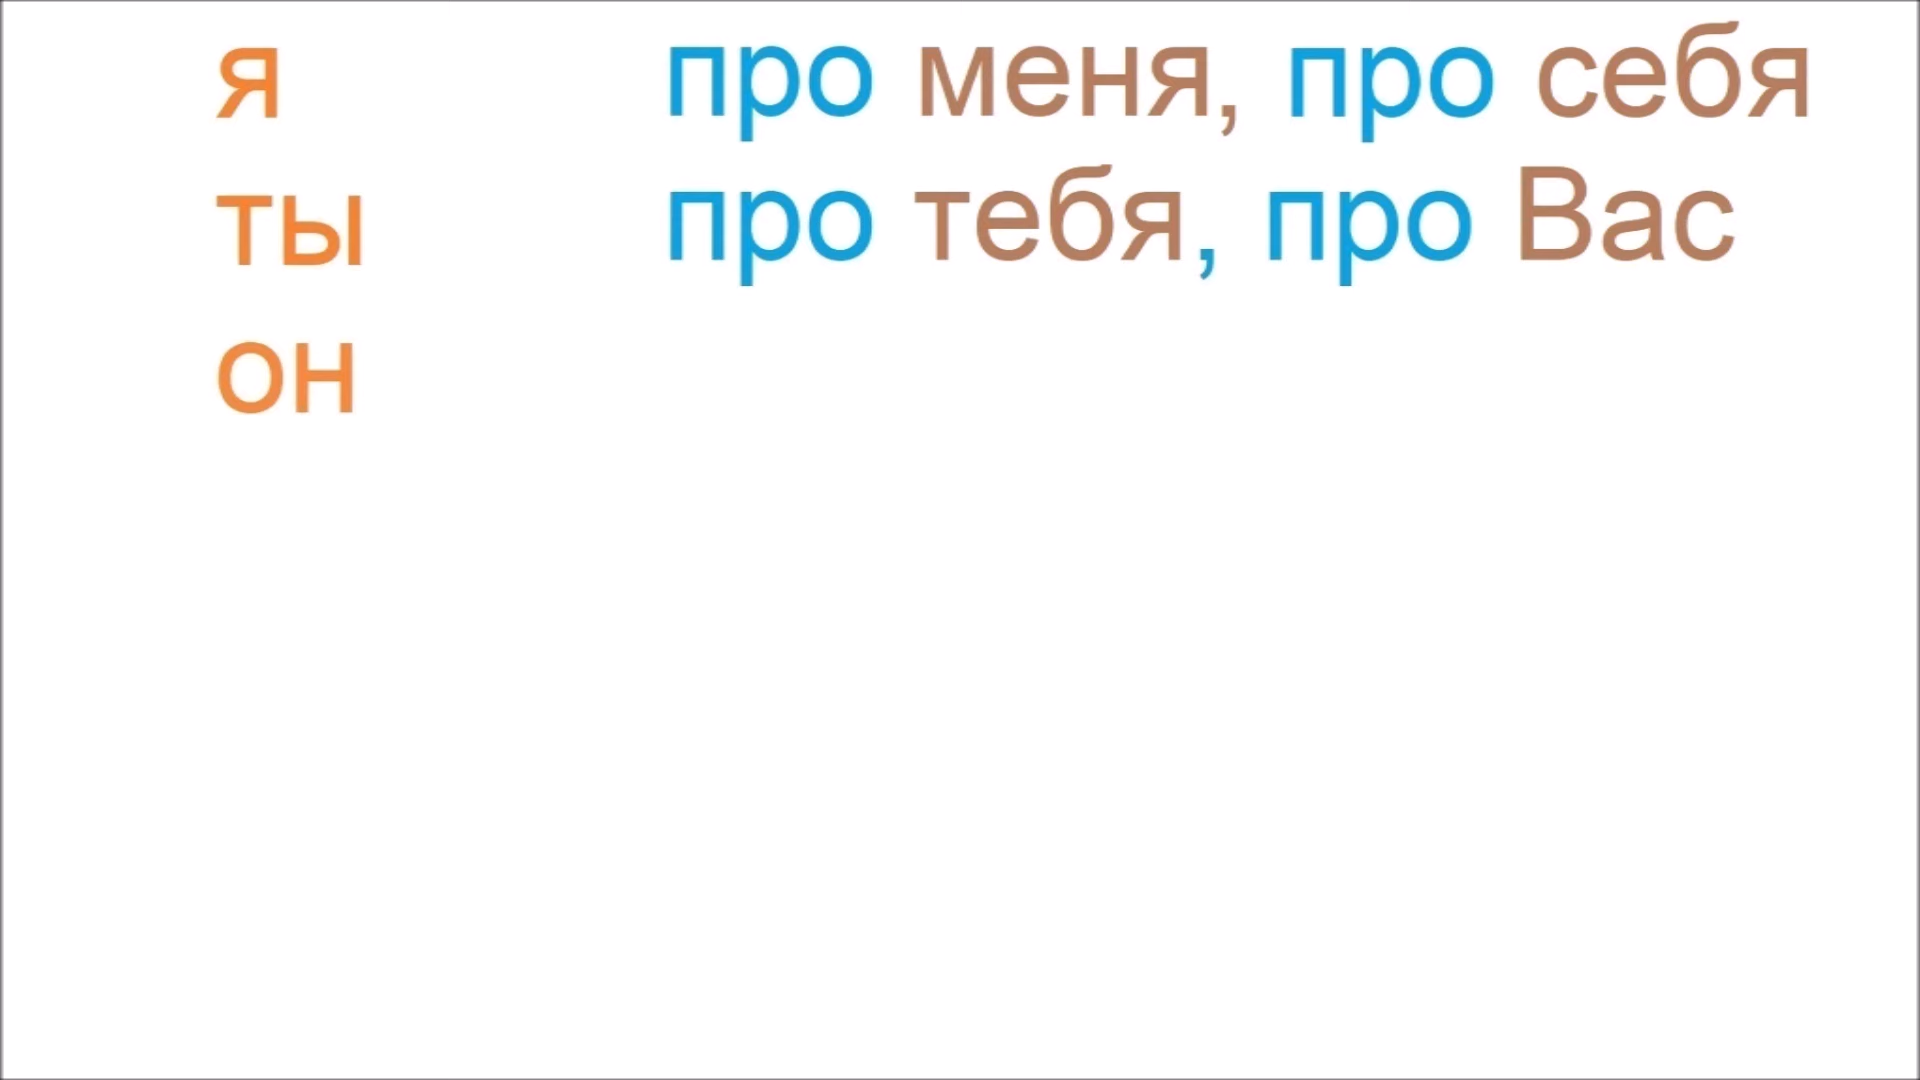 я про меня, про себя
ты про тебя, про Вас
он